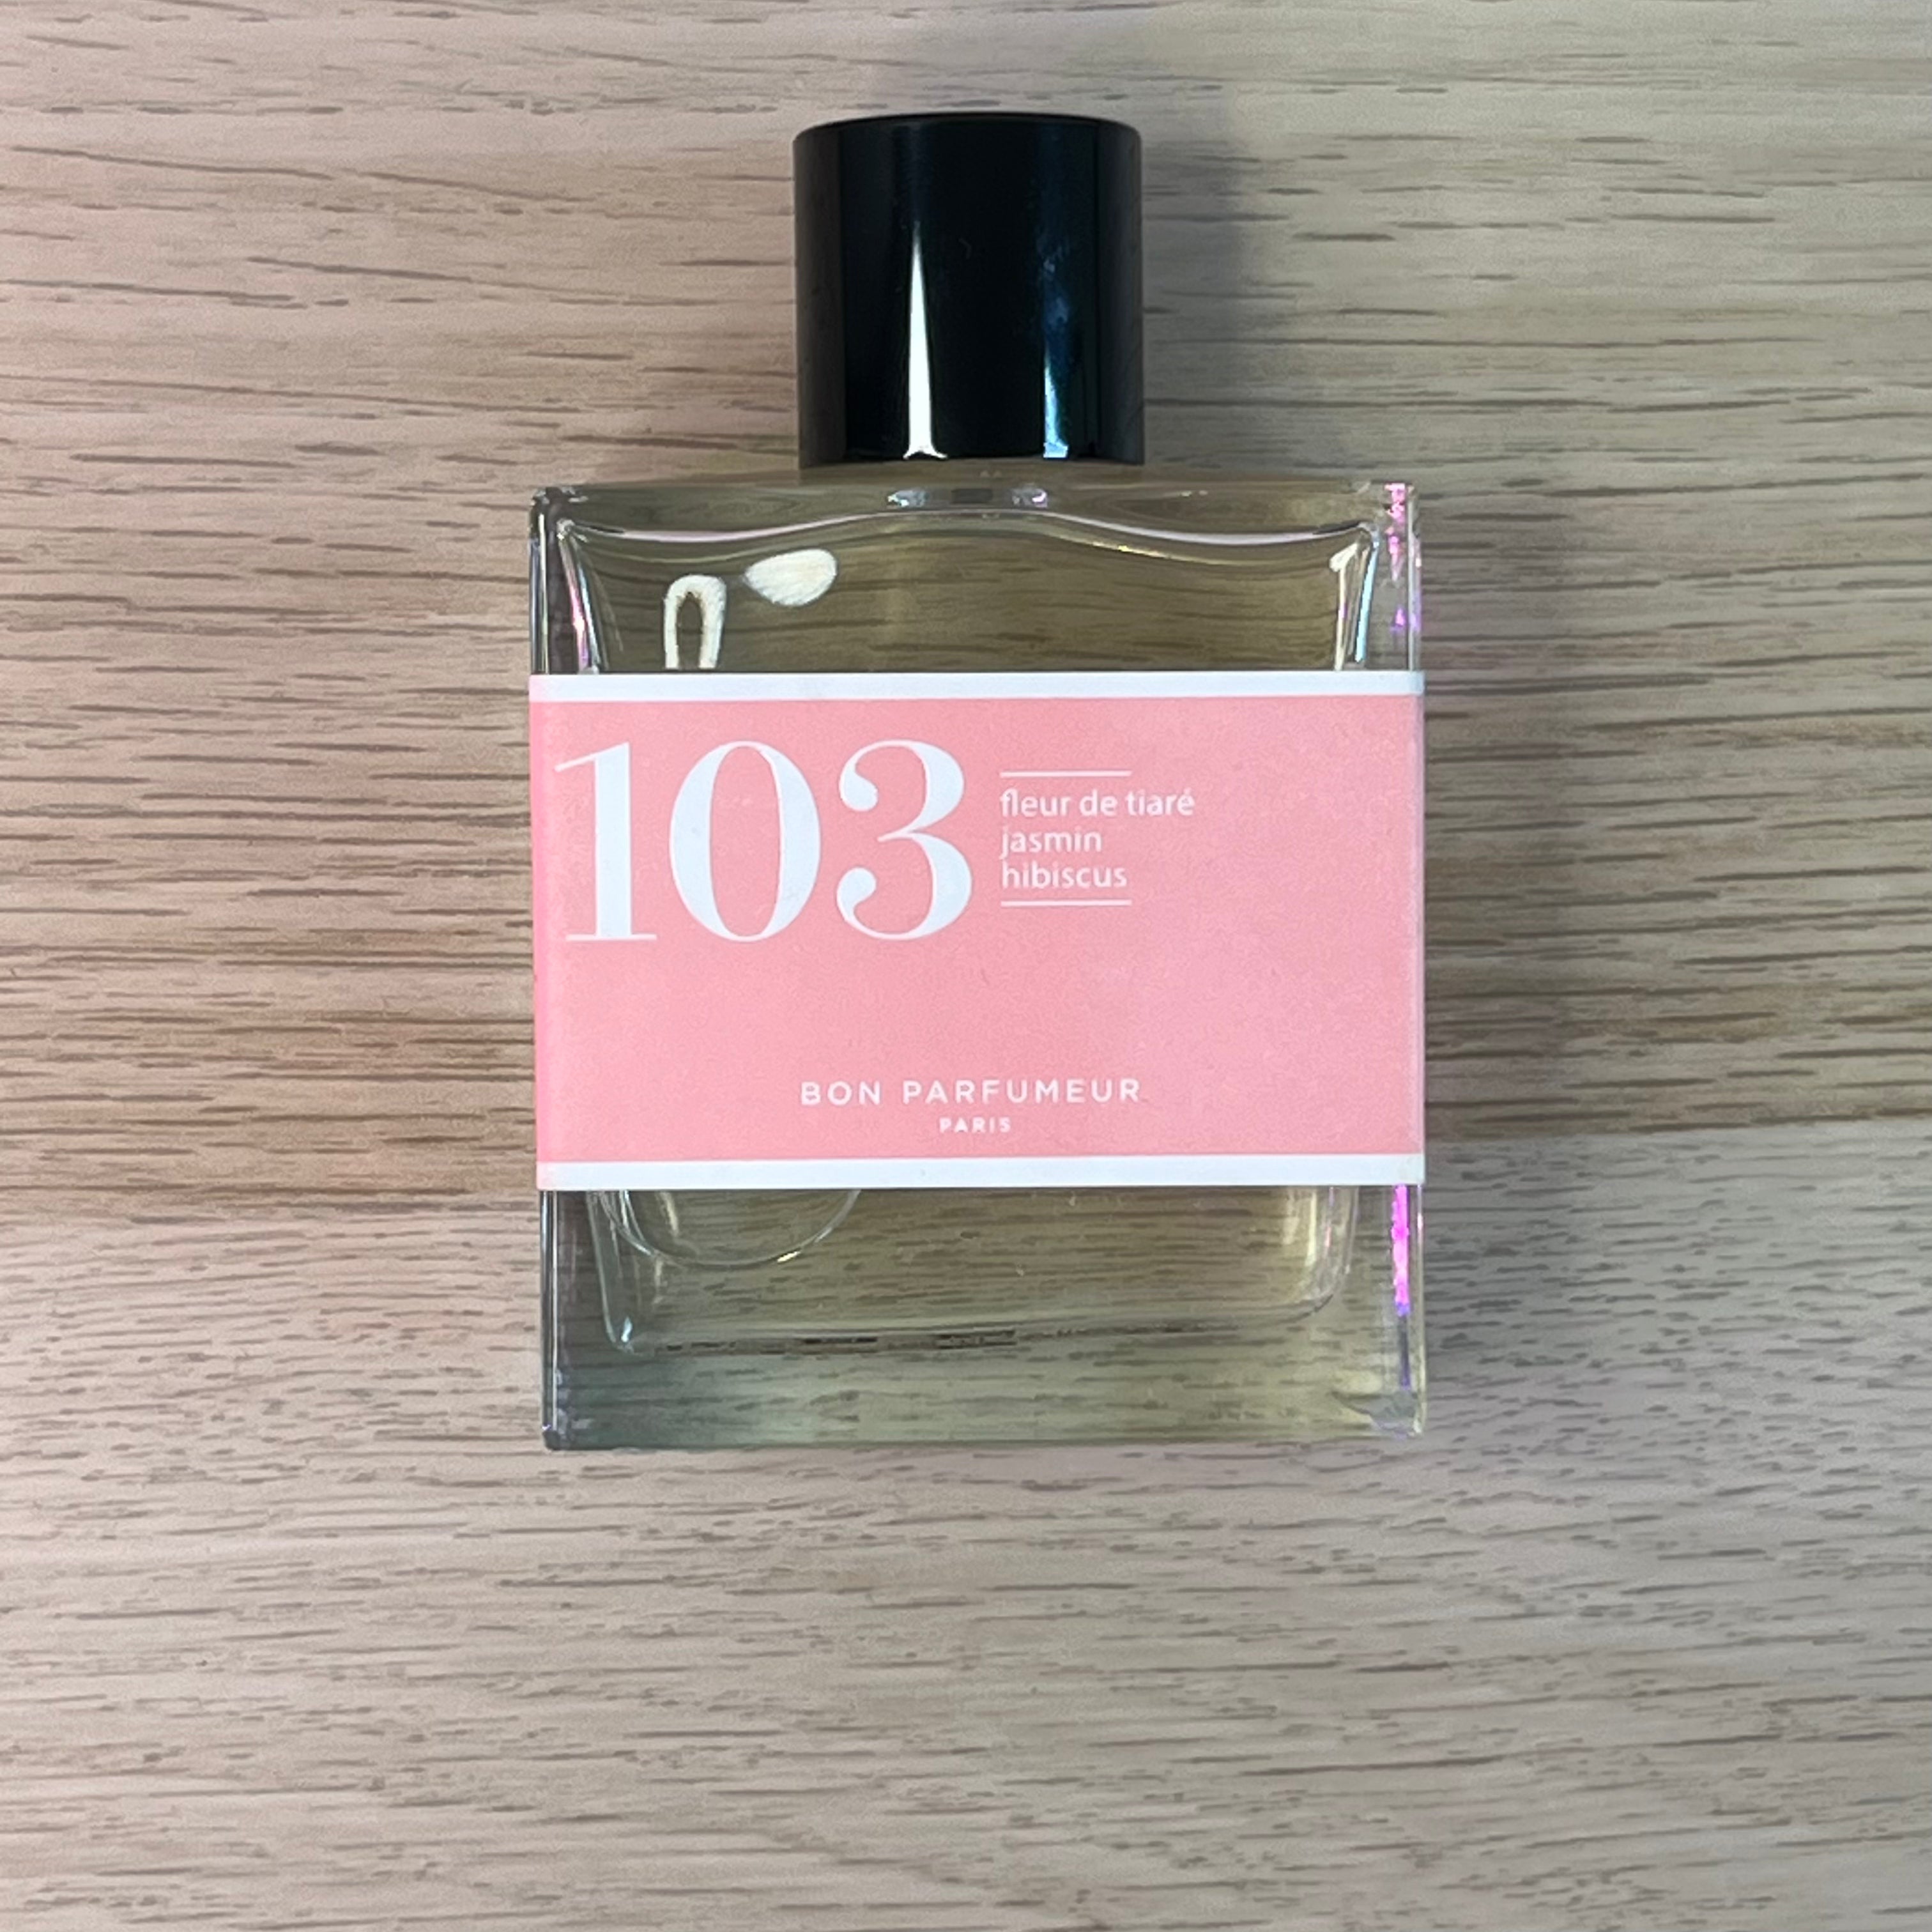 103
fleur de tiaré
jasmin
hibiscus
BON PARFUMEUR
PARIS